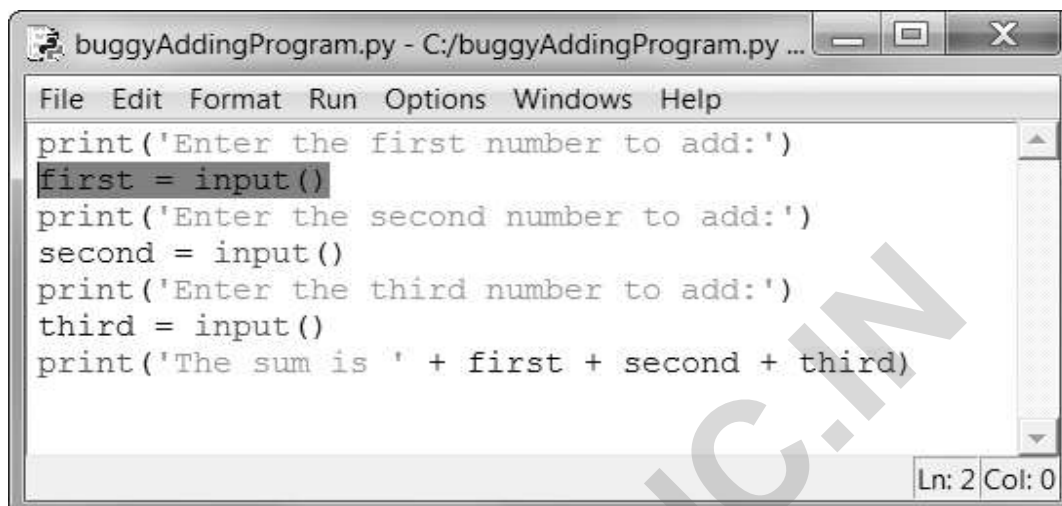 buggyAddingProgram.py - C:/buggyAddingProgram.py ...
File Edit Format Run Options Windows Help
print('Enter the first number to add:')
first = input()
print('Enter the second number to add:')
second = input()
print('Enter the third number to add:')
third = input()
print('The sum is ' + first + second + third)
C.IN
Ln: 2 Col: 0